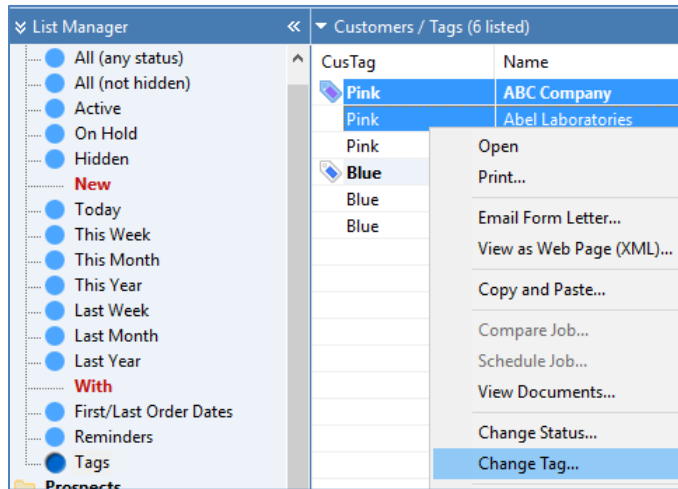 List Manager
All (any status)
All (not hidden)
Active
On Hold
Hidden
New
Today
This Week
This Month
This Year
Last Week
Last Month
Last Year
With
First/Last Order Dates
Reminders
Tags
Prospects
Customers / Tags (6 listed)
CusTag Name
Pink ABC Company
Pink Abel Laboratories
Pink
Blue
Blue
Blue
Open
Print...
Email Form Letter...
View as Web Page (XML)...
Copy and Paste...
Compare Job...
Schedule Job...
View Documents...
Change Status...
Change Tag...